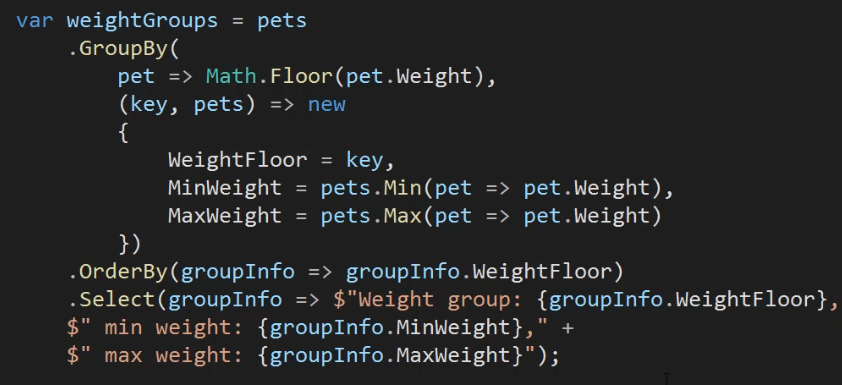 var weightGroups = pets
.GroupBy(
pet => Math.Floor(pet.Weight),
(key, pets) => new
{
WeightFloor = key,
MinWeight = pets.Min(pet => pet.Weight),
MaxWeight = pets.Max(pet => pet.Weight)
})
.OrderBy(groupInfo => groupInfo.WeightFloor)
.Select(groupInfo => $"Weight group: {groupInfo.WeightFloor},
$" min weight: {groupInfo.MinWeight}," +
$" max weight: {groupInfo.MaxWeight}");